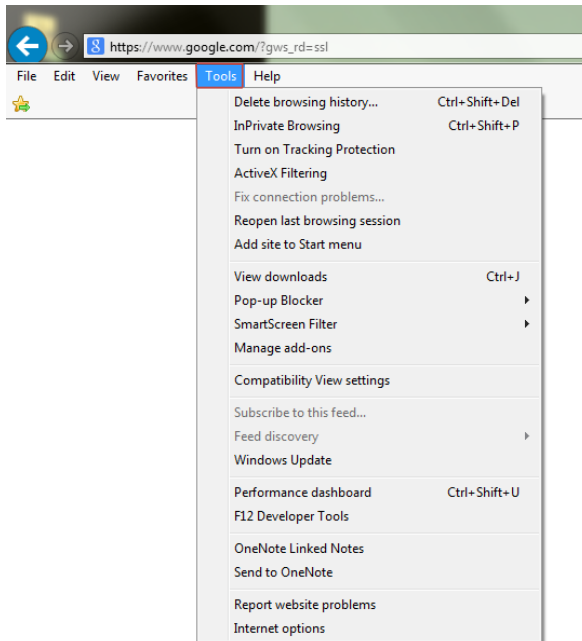 https://www.google.com/?gws_rd=ssl
File Edit View Favorites Tools Help
Delete browsing history... Ctrl+Shift+Del
InPrivate Browsing Ctrl+Shift+P
Turn on Tracking Protection
ActiveX Filtering
Fix connection problems...
Reopen last browsing session
Add site to Start menu
View downloads Ctrl+J
Pop-up Blocker
SmartScreen Filter
Manage add-ons
Compatibility View settings
Subscribe to this feed...
Feed discovery
Windows Update
Performance dashboard Ctrl+Shift+U
F12 Developer Tools
OneNote Linked Notes
Send to OneNote
Report website problems
Internet options